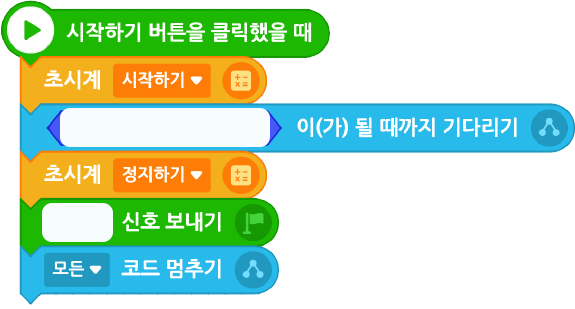 시작하기 버튼을 클릭했을 때
초시계 시작하기
이(가) 될 때까지 기다리기
초시계 정지하기
신호 보내기
모든 코드 멈추기